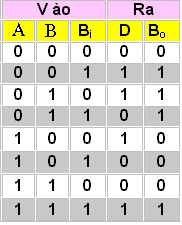 V ào Ra
A B Bi D Bo
0 0 0 0 0
0 0 1 1 1
0 1 0 1 1
0 1 1 0 1
1 0 0 1 0
1 0 1 0 0
1 1 0 0 0
1 1 1 1 1